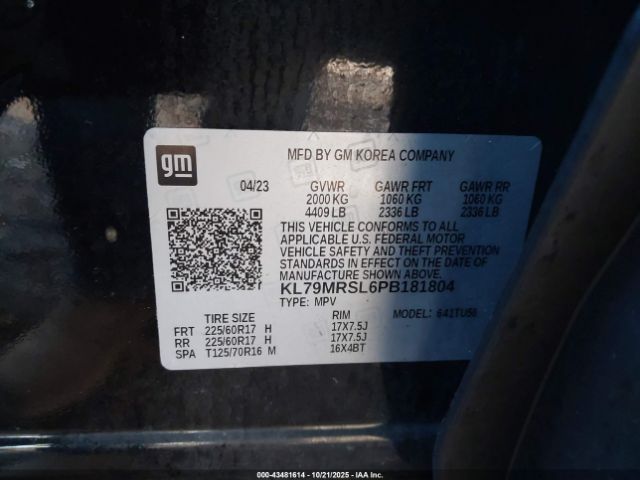 gm
MFD BY GM KOREA COMPANY
04/23 GVWR GAWR FRT GAWR RR
2000 KG 1060 KG 1060 KG
4409 LB 2336 LB 2336 LB
THIS VEHICLE CONFORMS TO ALL
APPLICABLE U.S. FEDERAL MOTOR
VEHICLE SAFETY AND THEFT PREVENTION
STANDARDS IN EFFECT ON THE DATE OF
MANUFACTURE SHOWN ABOVE.
KL79MRSL6PB181804
TYPE: MPV MODEL: 641TU58
TIRE SIZE RIM
FRT 225/60R17 H 17X7.5J
RR 225/60R17 H 17X7.5J
SPA T125/70R16 M 16X4BT
000-43481614 - 10/21/2025 - IAAI, Inc.